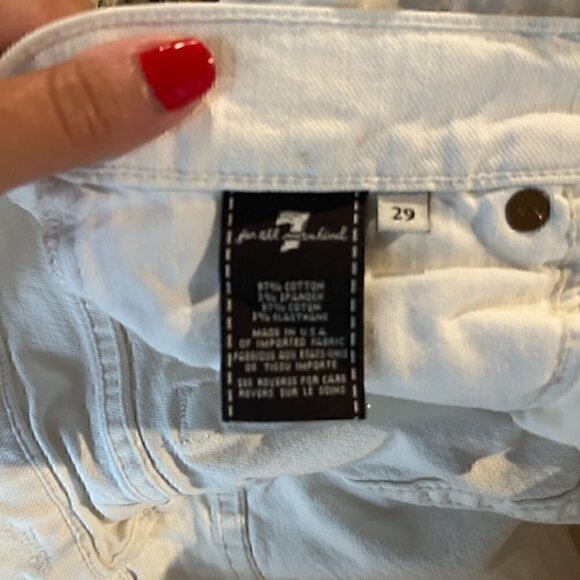 7
for all mankind
29
97% COTTON
3% SPANDEX
97% COTON
3% ELASTHANE
MADE IN U.S.A.
OF IMPORTED FABRIC
FABRIQUE AUX ETATS-UNIS
DE TISSU IMPORTE
SEE REVERSE FOR CARE
REVERS SUR LE SOINS